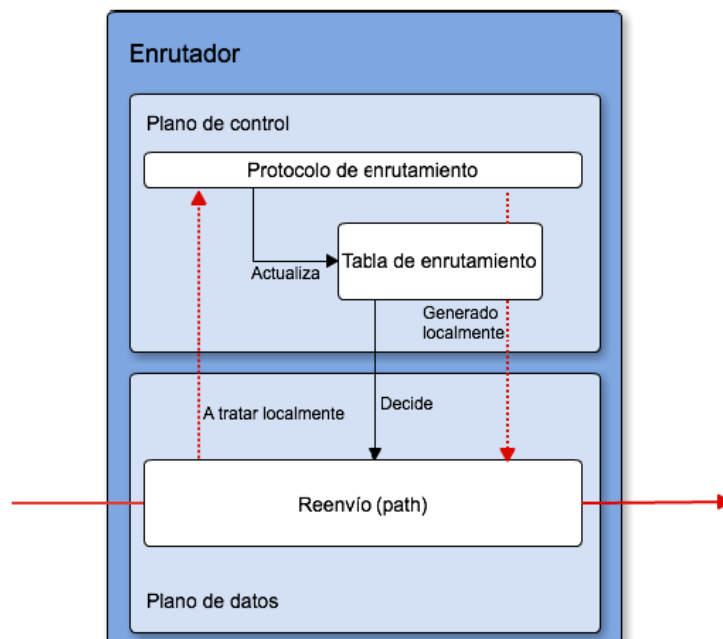 Enrutador
Plano de control
Protocolo de enrutamiento
Actualiza
Tabla de enrutamiento
Generado
localmente
A tratar localmente
Decide
Reenvío (path)
Plano de datos